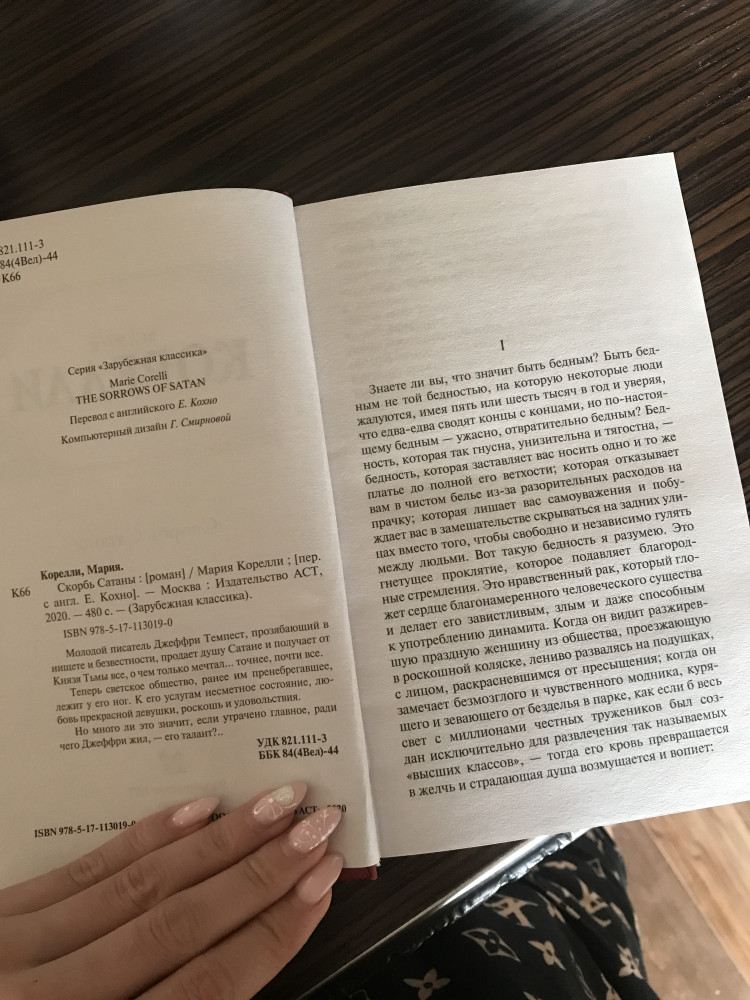 821.111-3
84(4Вел)-44
К66
Серия «Зарубежная классика»
Marie Corelli
THE SORROWS OF SATAN
Перевод с английского Е. Кохно
Компьютерный дизайн Г. Смирновой
Корелли, Мария.
К66 Скорбь Сатаны : [роман] / Мария Корелли ; [пер.
с англ. Е. Кохно]. — Москва : Издательство АСТ,
2020. — 480 с. — (Зарубежная классика).
ISBN 978-5-17-113019-0
Молодой писатель Джеффри Темпест, прозябающий в
нищете и безвестности, продает душу Сатане и получает от
Князя Тьмы все, о чем только мечтал... точнее, почти все.
Теперь светское общество, ранее им пренебрегавшее,
лежит у его ног. К его услугам несметное состояние, лю-
бовь прекрасной девушки, роскошь и удовольствия.
Но много ли это значит, если утрачено главное, ради
чего Джеффри жил, — его талант?..
УДК 821.111-3
ББК 84(4Вел)-44
ISBN 978-5-17-113019-0
I
Знаете ли вы, что значит быть бедным? Быть бед-
ным не той бедностью, на которую некоторые люди
жалуются, имея пять или шесть тысяч в год и уверяя,
что едва-едва сводят концы с концами, но по-настоя-
щему бедным — ужасно, отвратительно бедным? Бед-
ность, которая так гнусна, унизительна и тягостна, —
бедность, которая заставляет вас носить одно и то же
платье до полной его ветхости; которая отказывает
вам в чистом белье из-за разорительных расходов на
прачку; которая лишает вас самоуважения и побу-
ждает вас в замешательстве скрываться на задних ули-
цах вместо того, чтобы свободно и независимо гулять
между людьми. Вот такую бедность я разумею. Это
гнетущее проклятие, которое подавляет благород-
ные стремления. Это нравственный рак, который гло-
жет сердце благонамеренного человеческого существа
и делает его завистливым, злым и даже способным
к употреблению динамита. Когда он видит разжирев-
шую праздную женщину из общества, проезжающую
в роскошной коляске, лениво развалясь на подушках,
с лицом, раскрасневшимся от пресыщения; когда он
замечает безмозглого и чувственного модника, куря-
щего и зевающего от безделья в парке, как если б весь
свет с миллионами честных тружеников был соз-
дан исключительно для развлечения так называемых
«высших классов», — тогда его кровь превращается
в желчь и страдающая душа возмущается и вопиет: